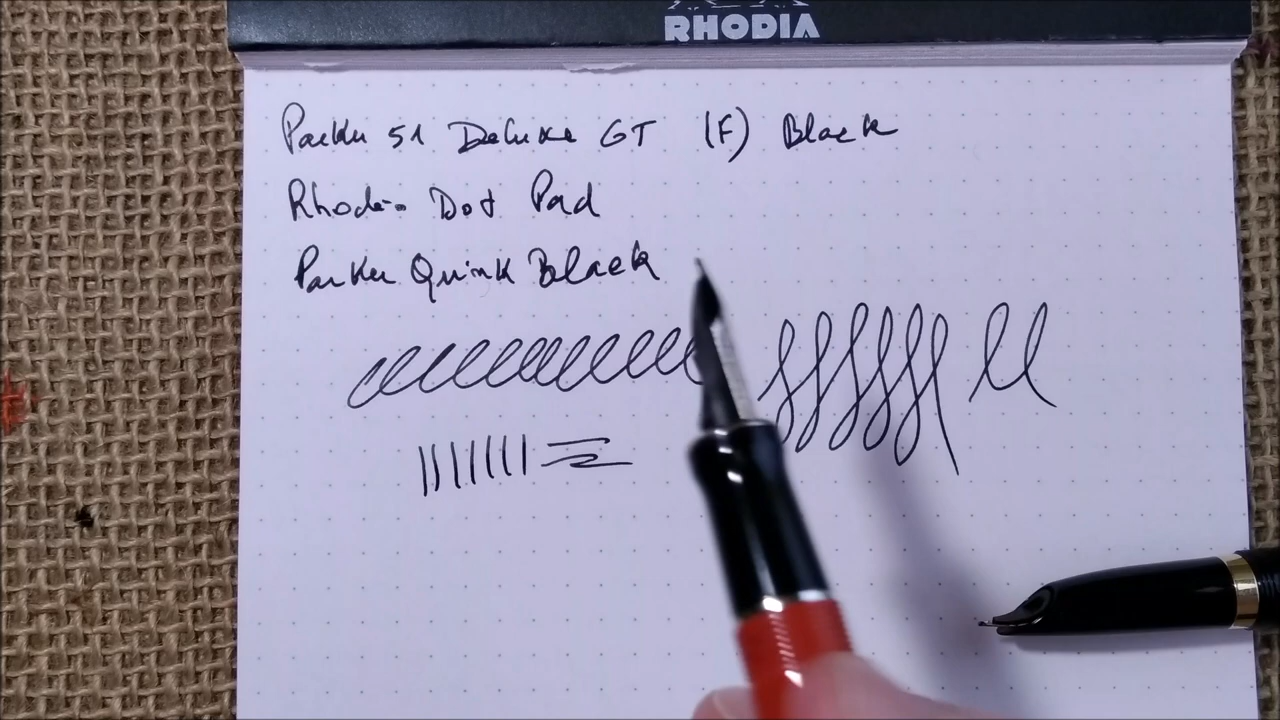 RHODIA
Parker 51 Deluxe GT (F) Black
Rhodia Dot Pad
Parker Quink Black